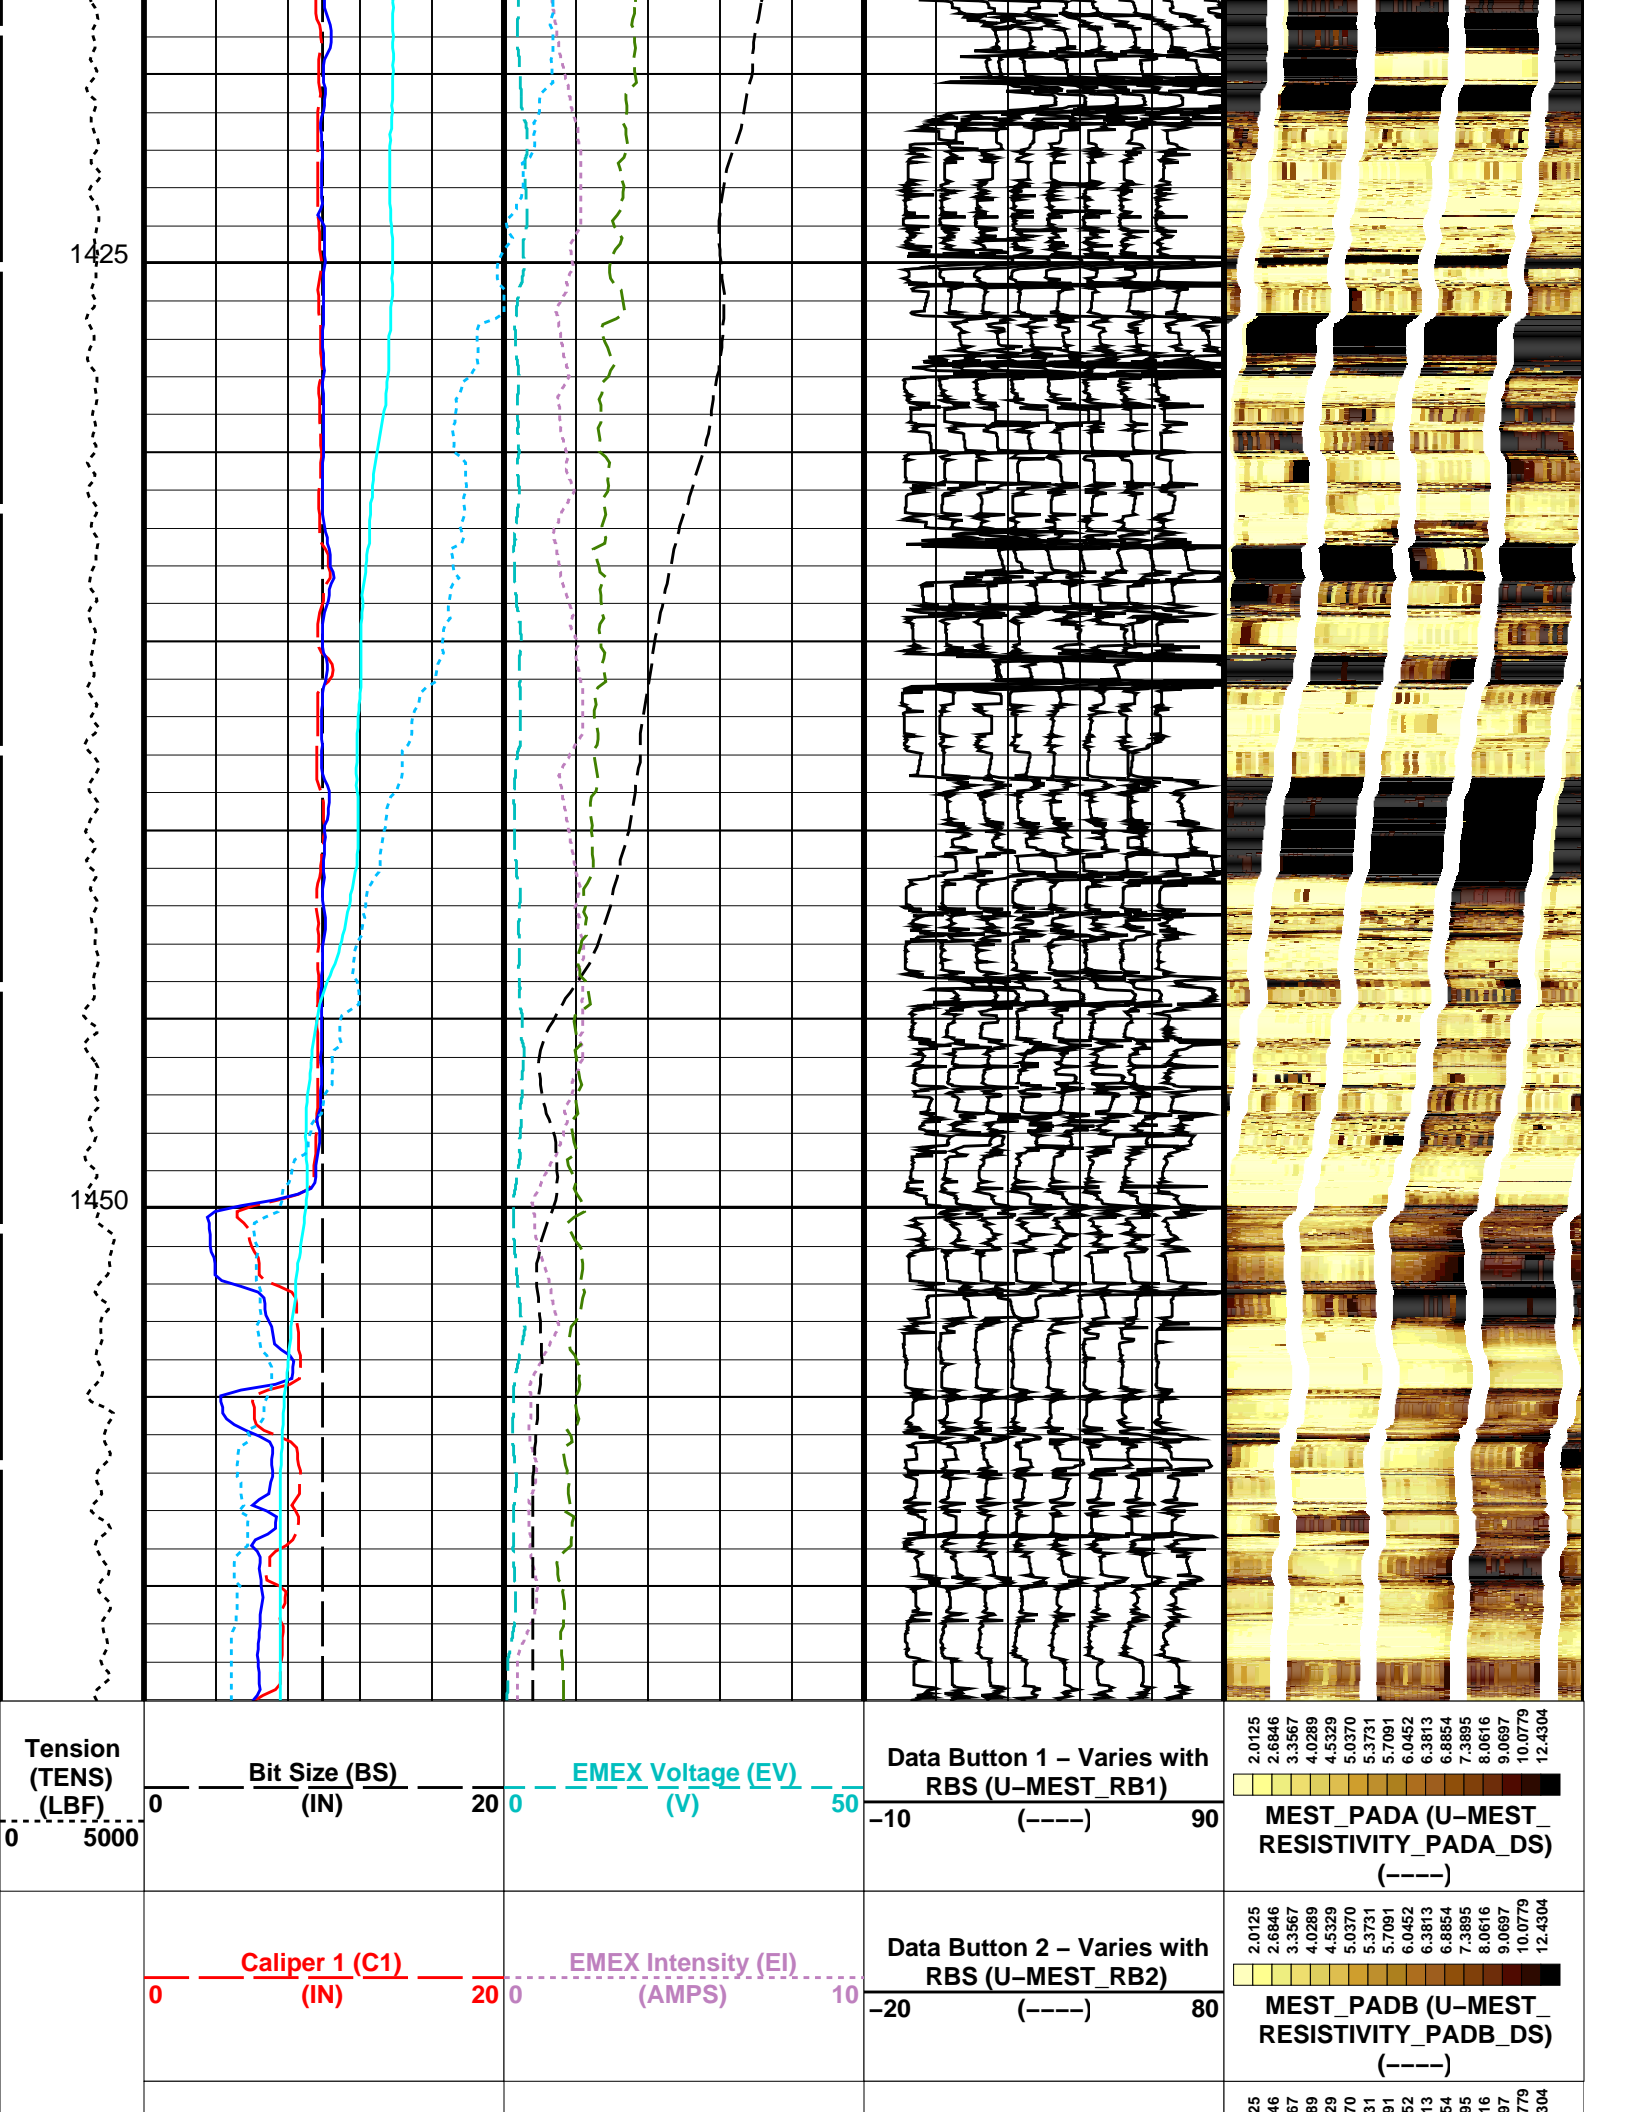 1425
1450
Tension
(TENS)
(LBF)
0 5000
Bit Size (BS)
0 (IN) 20
EMEX Voltage (EV)
0 (V) 50
Data Button 1 – Varies with
RBS (U–MEST_RB1)
–10 (––––) 90
2.0125
2.6846
3.3567
4.0289
4.5329
5.0370
5.3731
5.7091
6.0452
6.3813
6.8854
7.3895
8.0616
9.0697
10.0779
12.4304
MEST_PADA (U–MEST_
RESISTIVITY_PADA_DS)
(––––)
Caliper 1 (C1)
0 (IN) 20
EMEX Intensity (EI)
0 (AMPS) 10
Data Button 2 – Varies with
RBS (U–MEST_RB2)
–20 (––––) 80
2.0125
2.6846
3.3567
4.0289
4.5329
5.0370
5.3731
5.7091
6.0452
6.3813
6.8854
7.3895
8.0616
9.0697
10.0779
12.4304
MEST_PADB (U–MEST_
RESISTIVITY_PADB_DS)
(––––)